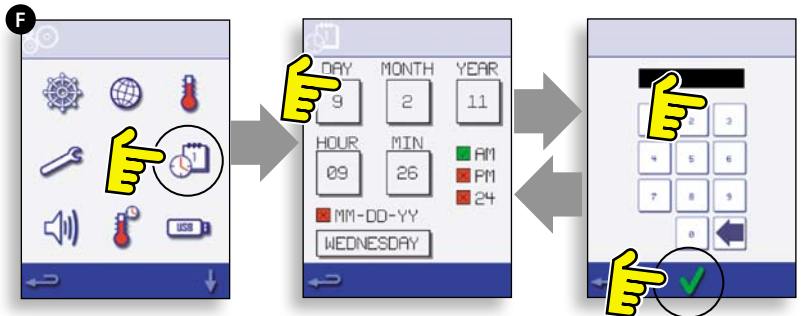 F
1
USB
DAY MONTH YEAR
9 2 11
HOUR MIN
09 26
AM
PM
24
MM-DD-YY
WEDNESDAY
2 3
4 5 6
7 8 9
0